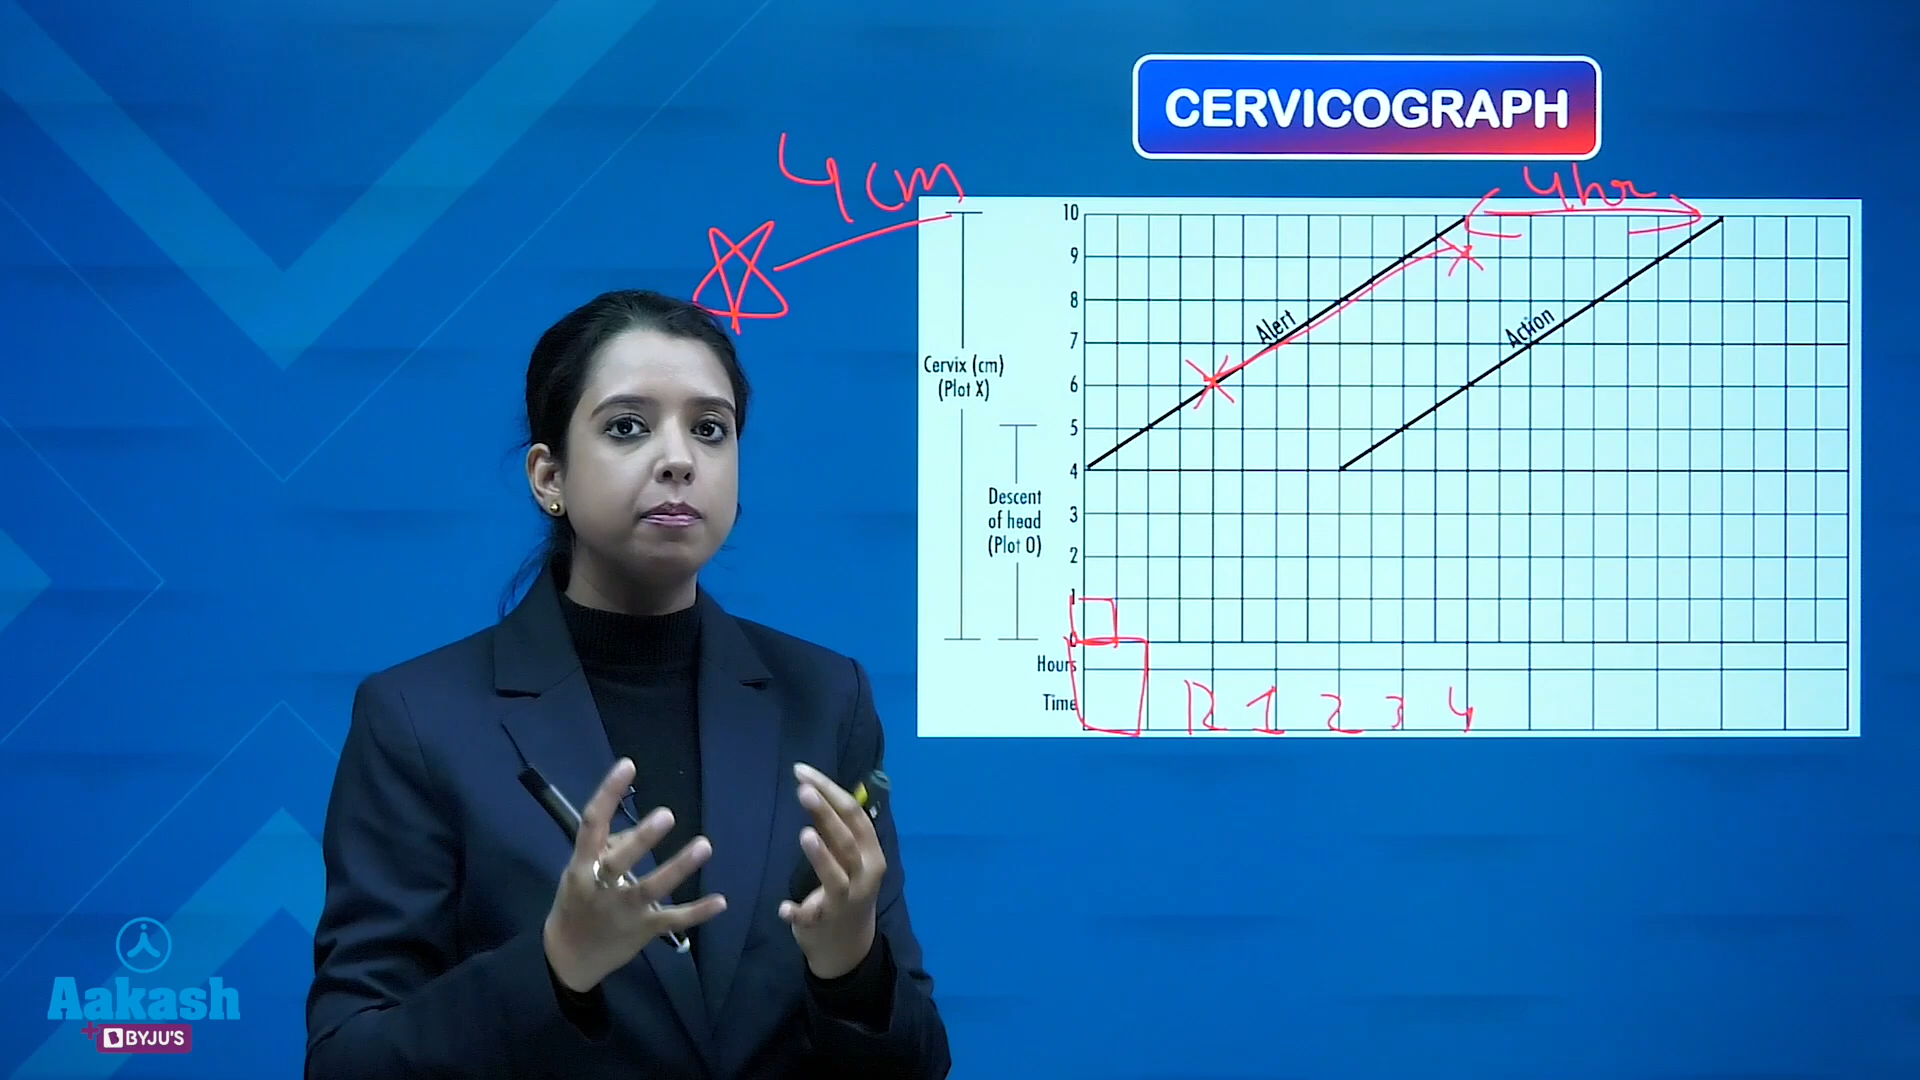 CERVICOGRAPH
4cm
4hr
10
9
8
7
6
5
4
3
2
1
0
Cervix (cm)
(Plot X)
Descent
of head
(Plot O)
Alert
Action
Hours
Time
12 1 2 3 4
Aakash
+ BYJU'S